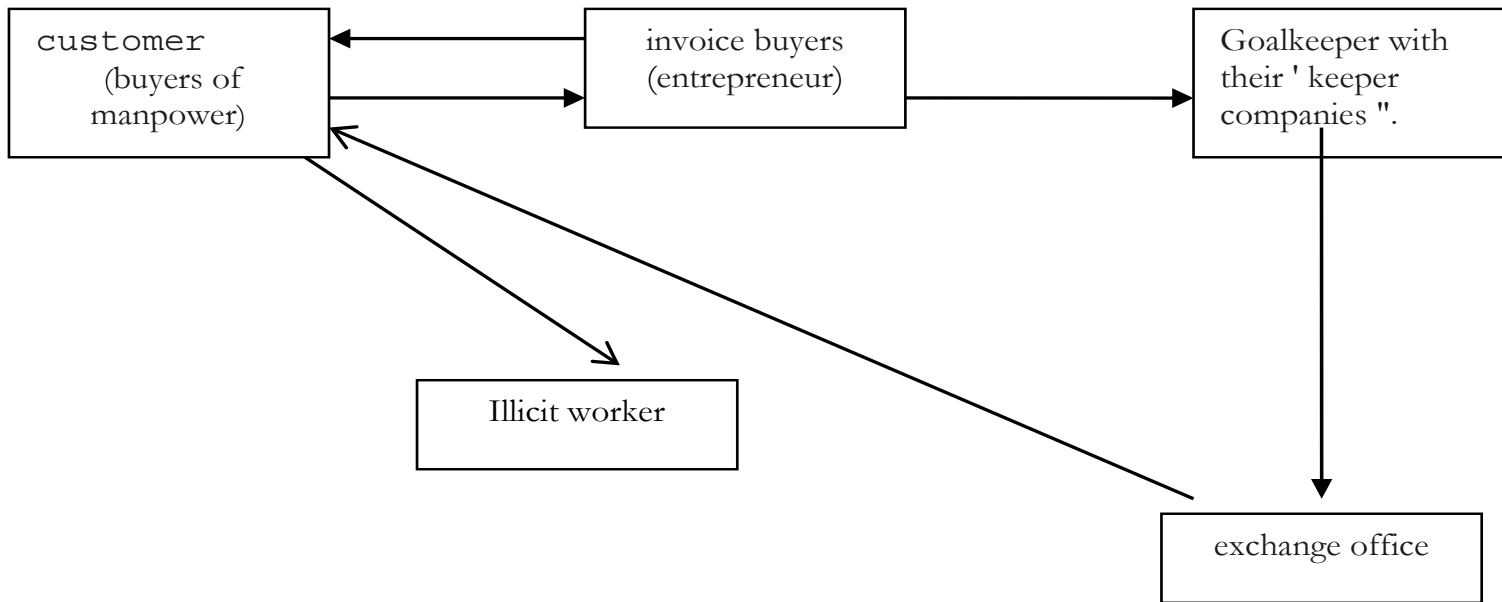 customer
(buyers of
manpower)
invoice buyers
(entrepreneur)
Goalkeeper with
their ' keeper
companies ".
Illicit worker
exchange office